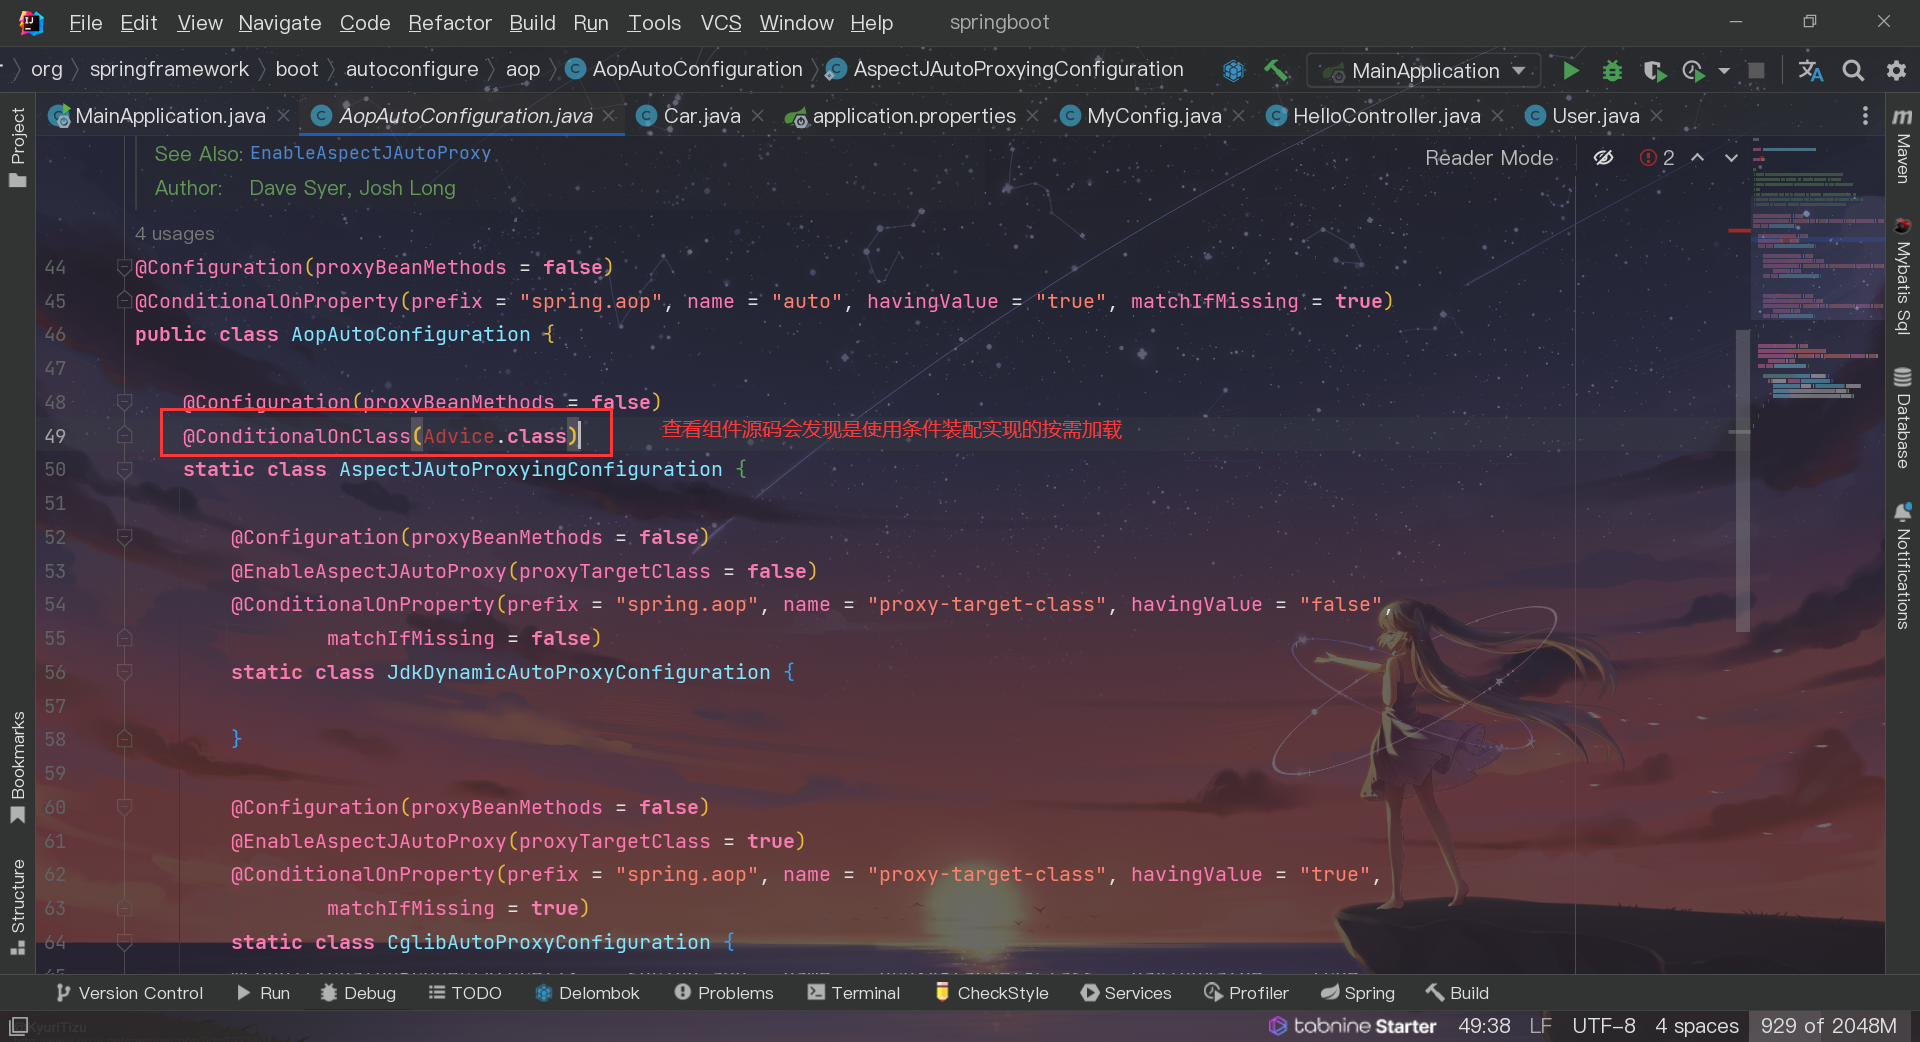 File Edit View Navigate Code Refactor Build Run Tools VCS Window Help springboot
org springframework boot autoconfigure aop AopAutoConfiguration AspectJAutoProxyingConfiguration MainApplication
MainApplication.java AopAutoConfiguration.java Car.java application.properties MyConfig.java HelloController.java User.java
See Also: EnableAspectJAutoProxy
Reader Mode 2
Author: Dave Syer, Josh Long
4 usages
44 @Configuration(proxyBeanMethods = false)
45 @ConditionalOnProperty(prefix = "spring.aop", name = "auto", havingValue = "true", matchIfMissing = true)
46 public class AopAutoConfiguration {
47
48 @Configuration(proxyBeanMethods = false)
49 @ConditionalOnClass(Advice.class) 查看组件源码会发现是使用条件装配实现的按需加载
50 static class AspectJAutoProxyingConfiguration {
51
52 @Configuration(proxyBeanMethods = false)
53 @EnableAspectJAutoProxy(proxyTargetClass = false)
54 @ConditionalOnProperty(prefix = "spring.aop", name = "proxy-target-class", havingValue = "false",
55 matchIfMissing = false)
56 static class JdkDynamicAutoProxyConfiguration {
57
58 }
59
60 @Configuration(proxyBeanMethods = false)
61 @EnableAspectJAutoProxy(proxyTargetClass = true)
62 @ConditionalOnProperty(prefix = "spring.aop", name = "proxy-target-class", havingValue = "true",
63 matchIfMissing = true)
64 static class CglibAutoProxyConfiguration {
Project
Bookmarks
Structure
Maven
Mybatis Sql
Database
Notifications
Version Control Run Debug TODO Delombok Problems Terminal CheckStyle Services Profiler Spring Build
KyuriTizu
tabnine Starter 49:38 LF UTF-8 4 spaces 929 of 2048M